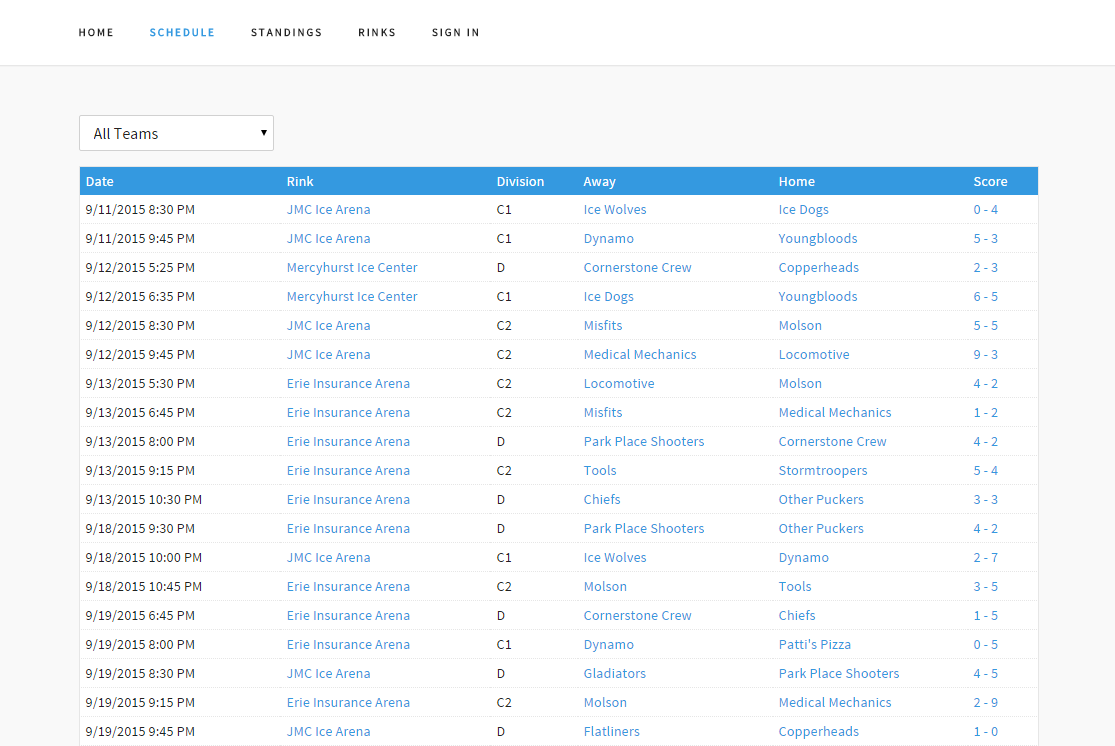 HOME SCHEDULE STANDINGS RINKS SIGN IN
All Teams
Date Rink Division Away Home Score
9/11/2015 8:30 PM JMC Ice Arena C1 Ice Wolves Ice Dogs 0 - 4
9/11/2015 9:45 PM JMC Ice Arena C1 Dynamo Youngbloods 5 - 3
9/12/2015 5:25 PM Mercyhurst Ice Center D Cornerstone Crew Copperheads 2 - 3
9/12/2015 6:35 PM Mercyhurst Ice Center C1 Ice Dogs Youngbloods 6 - 5
9/12/2015 8:30 PM JMC Ice Arena C2 Misfits Molson 5 - 5
9/12/2015 9:45 PM JMC Ice Arena C2 Medical Mechanics Locomotive 9 - 3
9/13/2015 5:30 PM Erie Insurance Arena C2 Locomotive Molson 4 - 2
9/13/2015 6:45 PM Erie Insurance Arena C2 Misfits Medical Mechanics 1 - 2
9/13/2015 8:00 PM Erie Insurance Arena D Park Place Shooters Cornerstone Crew 4 - 2
9/13/2015 9:15 PM Erie Insurance Arena C2 Tools Stormtroopers 5 - 4
9/13/2015 10:30 PM Erie Insurance Arena D Chiefs Other Puckers 3 - 3
9/18/2015 9:30 PM Erie Insurance Arena D Park Place Shooters Other Puckers 4 - 2
9/18/2015 10:00 PM JMC Ice Arena C1 Ice Wolves Dynamo 2 - 7
9/18/2015 10:45 PM Erie Insurance Arena C2 Molson Tools 3 - 5
9/19/2015 6:45 PM Erie Insurance Arena D Cornerstone Crew Chiefs 1 - 5
9/19/2015 8:00 PM Erie Insurance Arena C1 Dynamo Patti's Pizza 0 - 5
9/19/2015 8:30 PM JMC Ice Arena D Gladiators Park Place Shooters 4 - 5
9/19/2015 9:15 PM Erie Insurance Arena C2 Molson Medical Mechanics 2 - 9
9/19/2015 9:45 PM JMC Ice Arena D Flatliners Copperheads 1 - 0